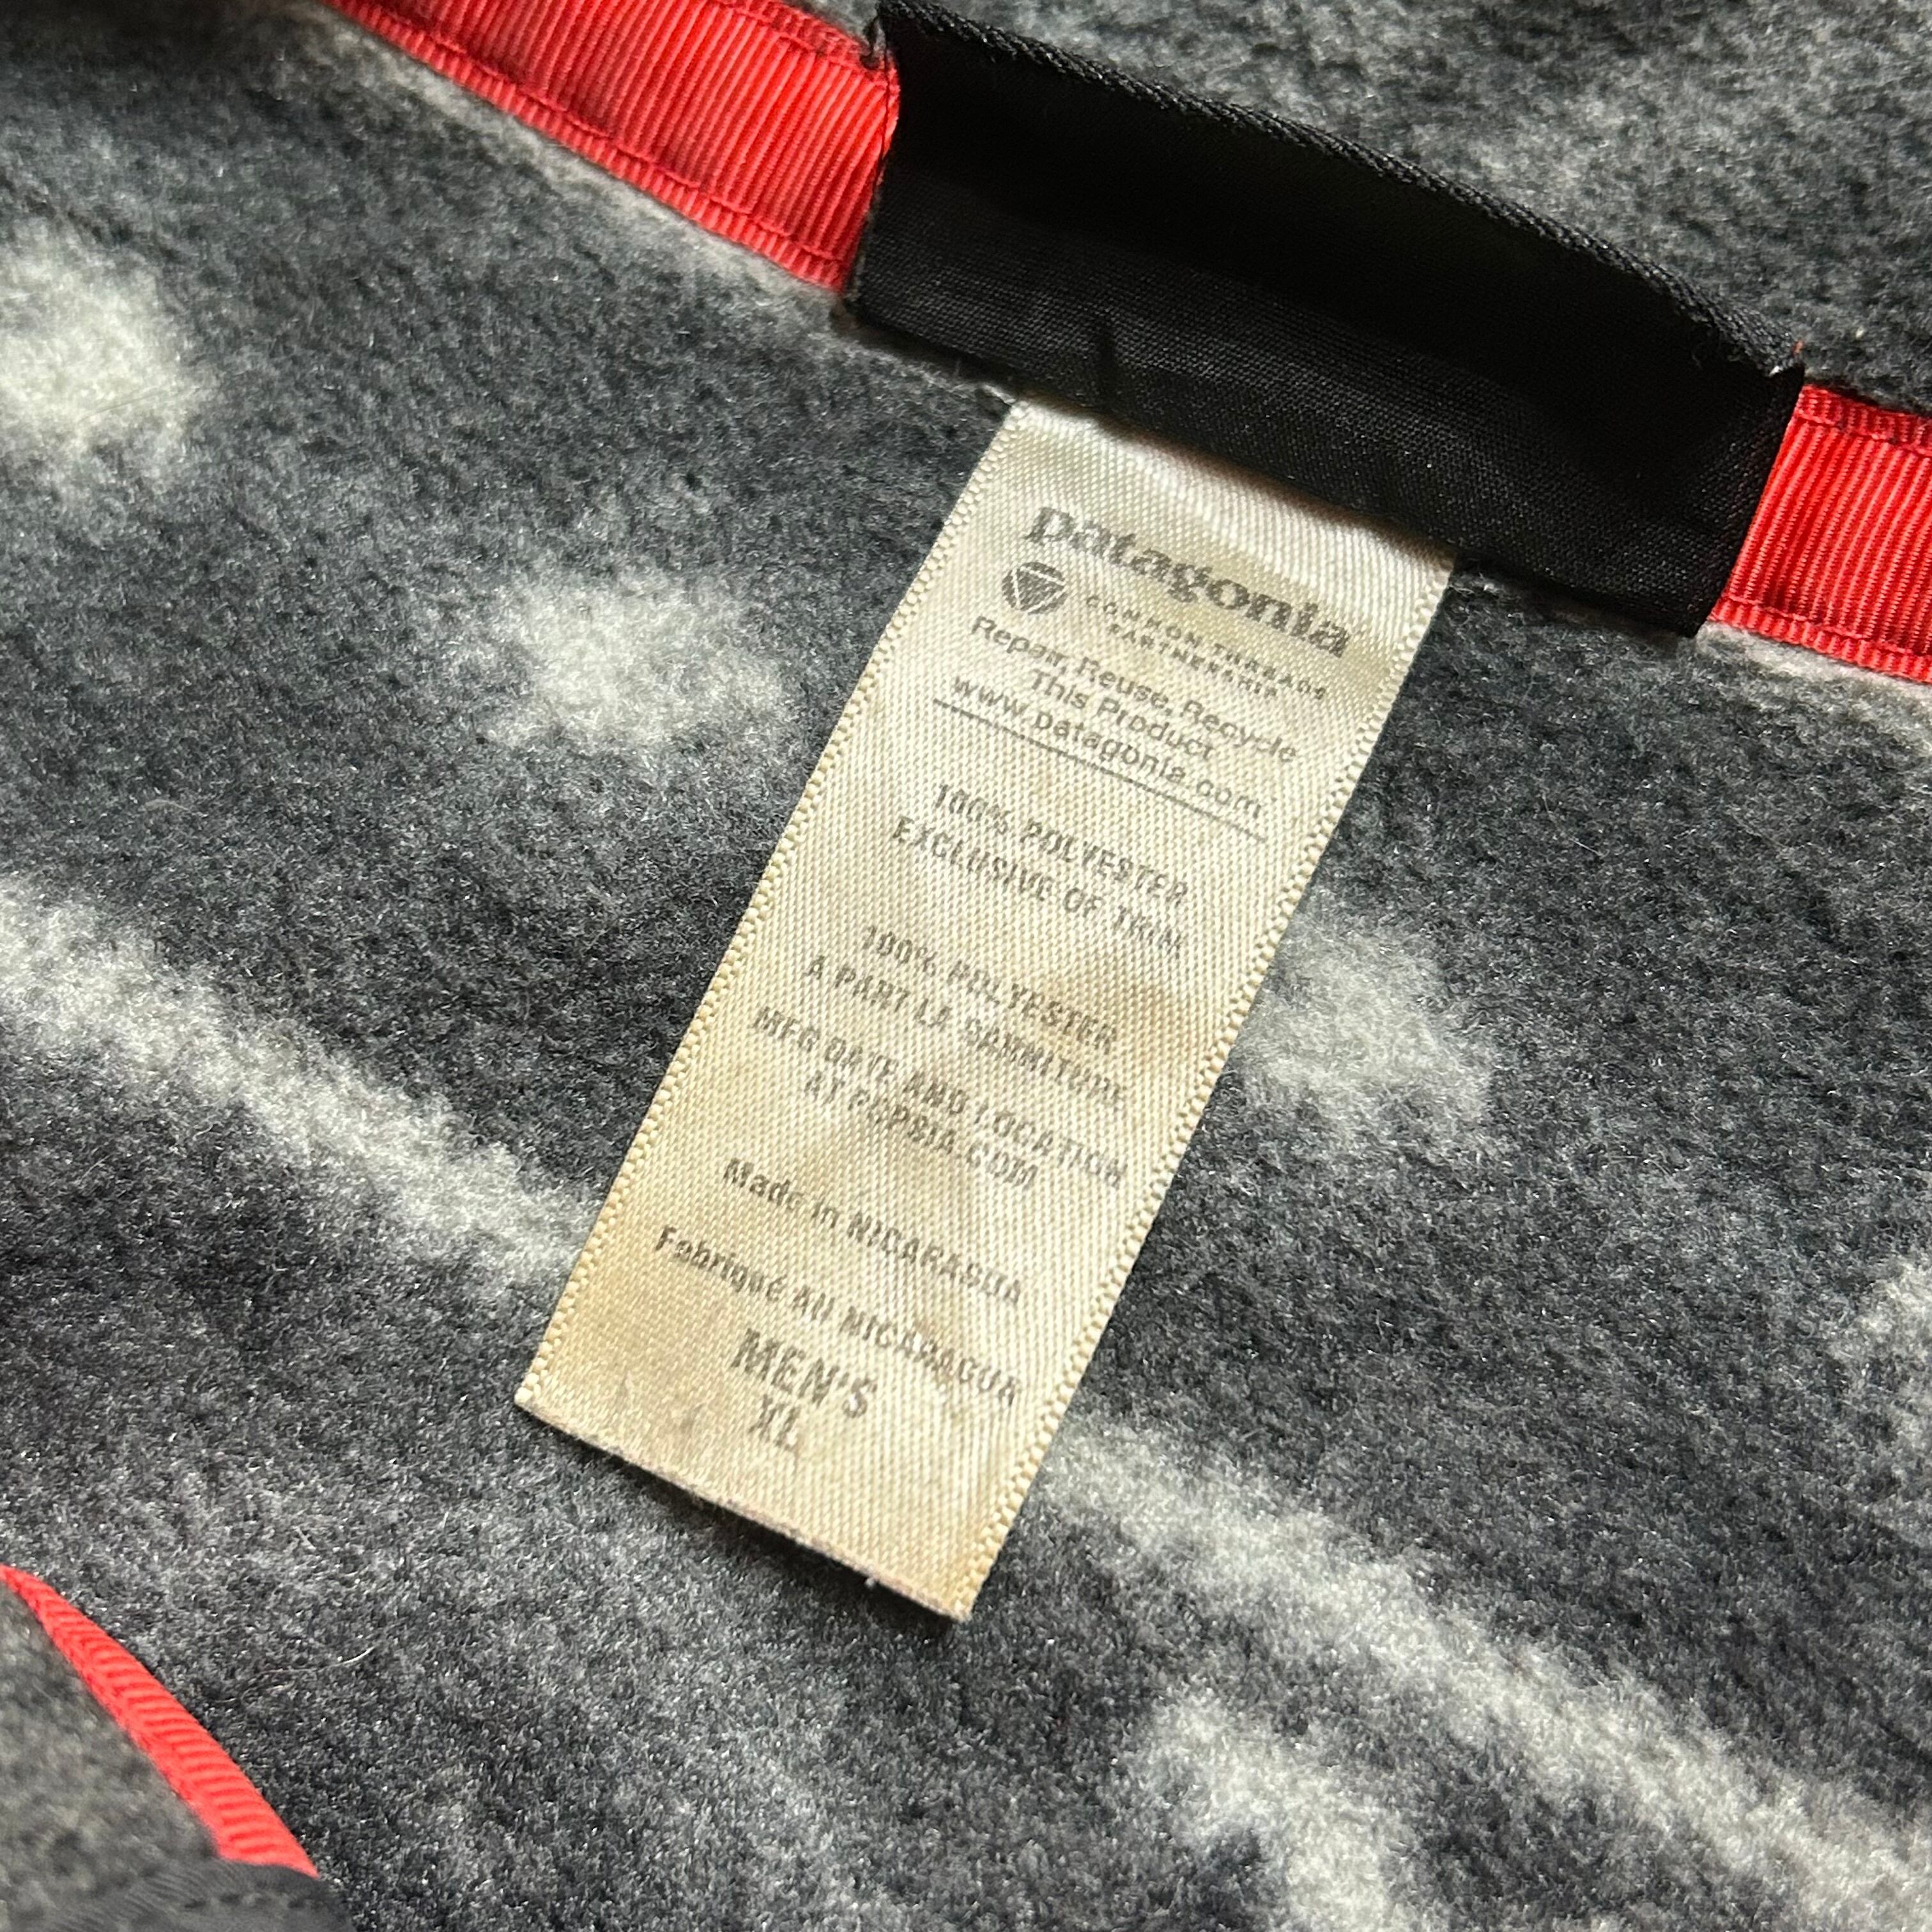 patagonia
COMMON THREADS
PARTNERSHIP
Repair, Reuse, Recycle
This Product
www.patagonia.com
100% POLYESTER
EXCLUSIVE OF TRIM
100% POLYESTER
A PART LA GARNITURE
MFG DATE AND LOCATION
AT PGPSIA.COM
Made in NICARAGUA
Fabriqué au NICARAGUA
MEN'S
XL